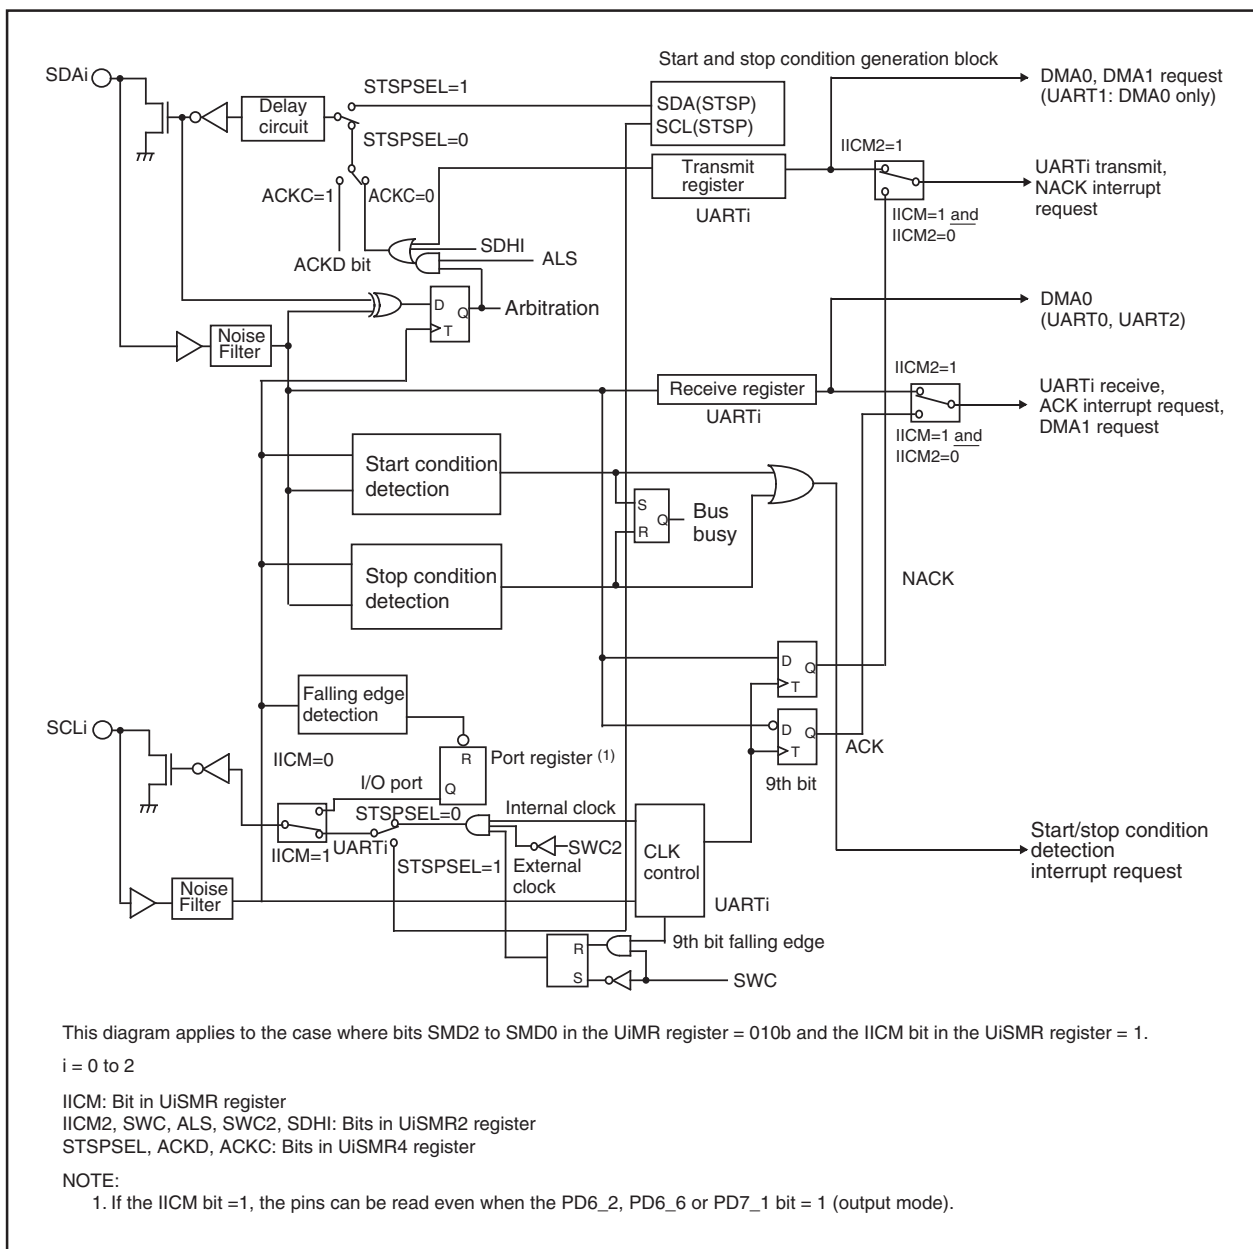 Start and stop condition generation block
SDAi
STSPSEL=1
Delay
circuit
STSPSEL=0
SDA(STSP)
SCL(STSP)
DMA0, DMA1 request
(UART1: DMA0 only)
IICM2=1
Transmit
register
UARTi
UARTi transmit,
NACK interrupt
request
IICM=1 and
IICM2=0
ACKC=1
ACKC=0
ACKD bit
SDHI
ALS
D
Q
T
Arbitration
Noise
Filter
DMA0
(UART0, UART2)
IICM2=1
Receive register
UARTi
UARTi receive,
ACK interrupt request,
DMA1 request
IICM=1 and
IICM2=0
Start condition
detection
S
Q
R
Bus
busy
Stop condition
detection
NACK
D
Q
T
D
Q
T
ACK
9th bit
Falling edge
detection
SCLi
IICM=0
R
Q
Port register (1)
I/O port
STSPSEL=0
Internal clock
IICM=1
UARTi
STSPSEL=1
SWC2
External
clock
CLK
control
UARTi
Start/stop condition
detection
interrupt request
Noise
Filter
9th bit falling edge
R
S
SWC
This diagram applies to the case where bits SMD2 to SMD0 in the UiMR register = 010b and the IICM bit in the UiSMR register = 1.
i = 0 to 2
IICM: Bit in UiSMR register
IICM2, SWC, ALS, SWC2, SDHI: Bits in UiSMR2 register
STSPSEL, ACKD, ACKC: Bits in UiSMR4 register
NOTE:
1. If the IICM bit =1, the pins can be read even when the PD6_2, PD6_6 or PD7_1 bit = 1 (output mode).